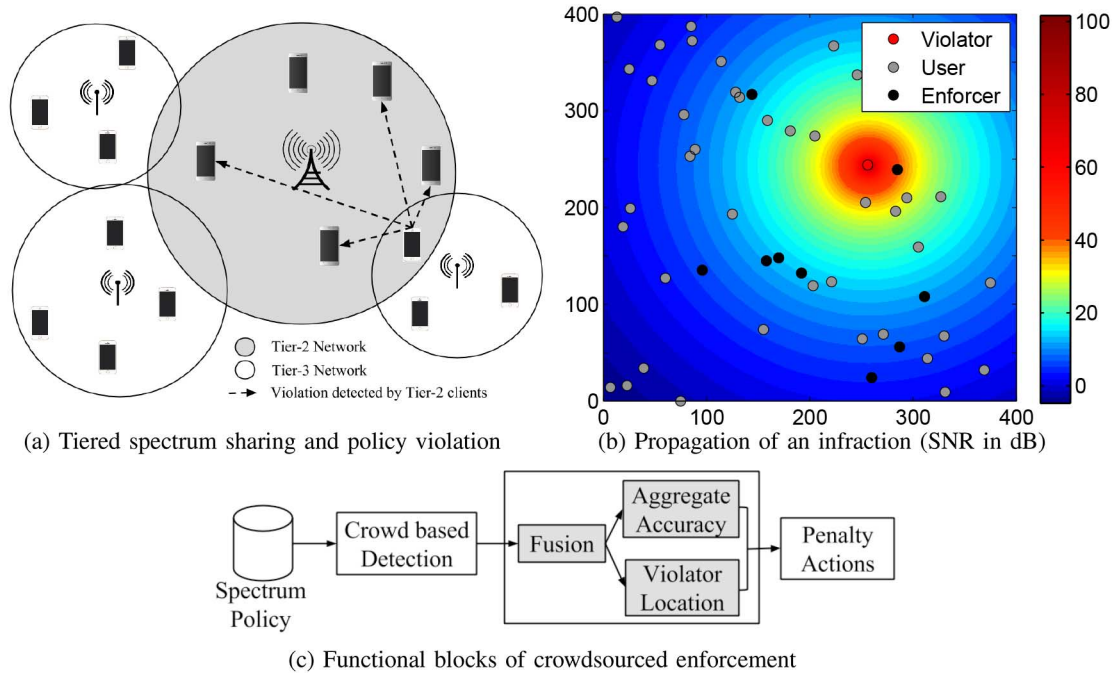 Tier-2 Network
Tier-3 Network
Violation detected by Tier-2 clients
(a) Tiered spectrum sharing and policy violation
400
300
200
100
0
0
100
200
300
400
Violator
User
Enforcer
100
80
60
40
20
0
(b) Propagation of an infraction (SNR in dB)
Spectrum
Policy
Crowd based
Detection
Fusion
Aggregate
Accuracy
Violator
Location
Penalty
Actions
(c) Functional blocks of crowdsourced enforcement